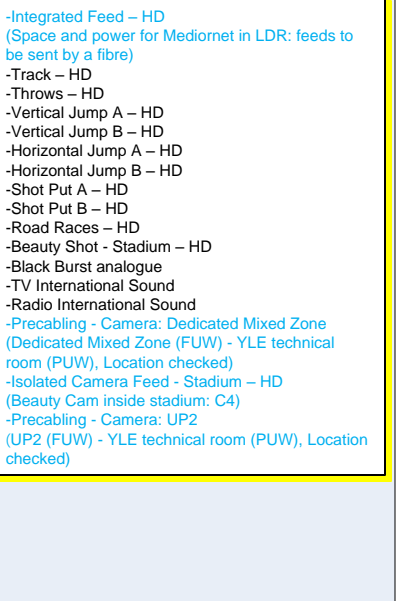 -Integrated Feed – HD
(Space and power for Mediornet in LDR: feeds to
be sent by a fibre)
-Track – HD
-Throws – HD
-Vertical Jump A – HD
-Vertical Jump B – HD
-Horizontal Jump A – HD
-Horizontal Jump B – HD
-Shot Put A – HD
-Shot Put B – HD
-Road Races – HD
-Beauty Shot - Stadium – HD
-Black Burst analogue
-TV International Sound
-Radio International Sound
-Precabling - Camera: Dedicated Mixed Zone
(Dedicated Mixed Zone (FUW) - YLE technical
room (PUW), Location checked)
-Isolated Camera Feed - Stadium – HD
(Beauty Cam inside stadium: C4)
-Precabling - Camera: UP2
(UP2 (FUW) - YLE technical room (PUW), Location
checked)